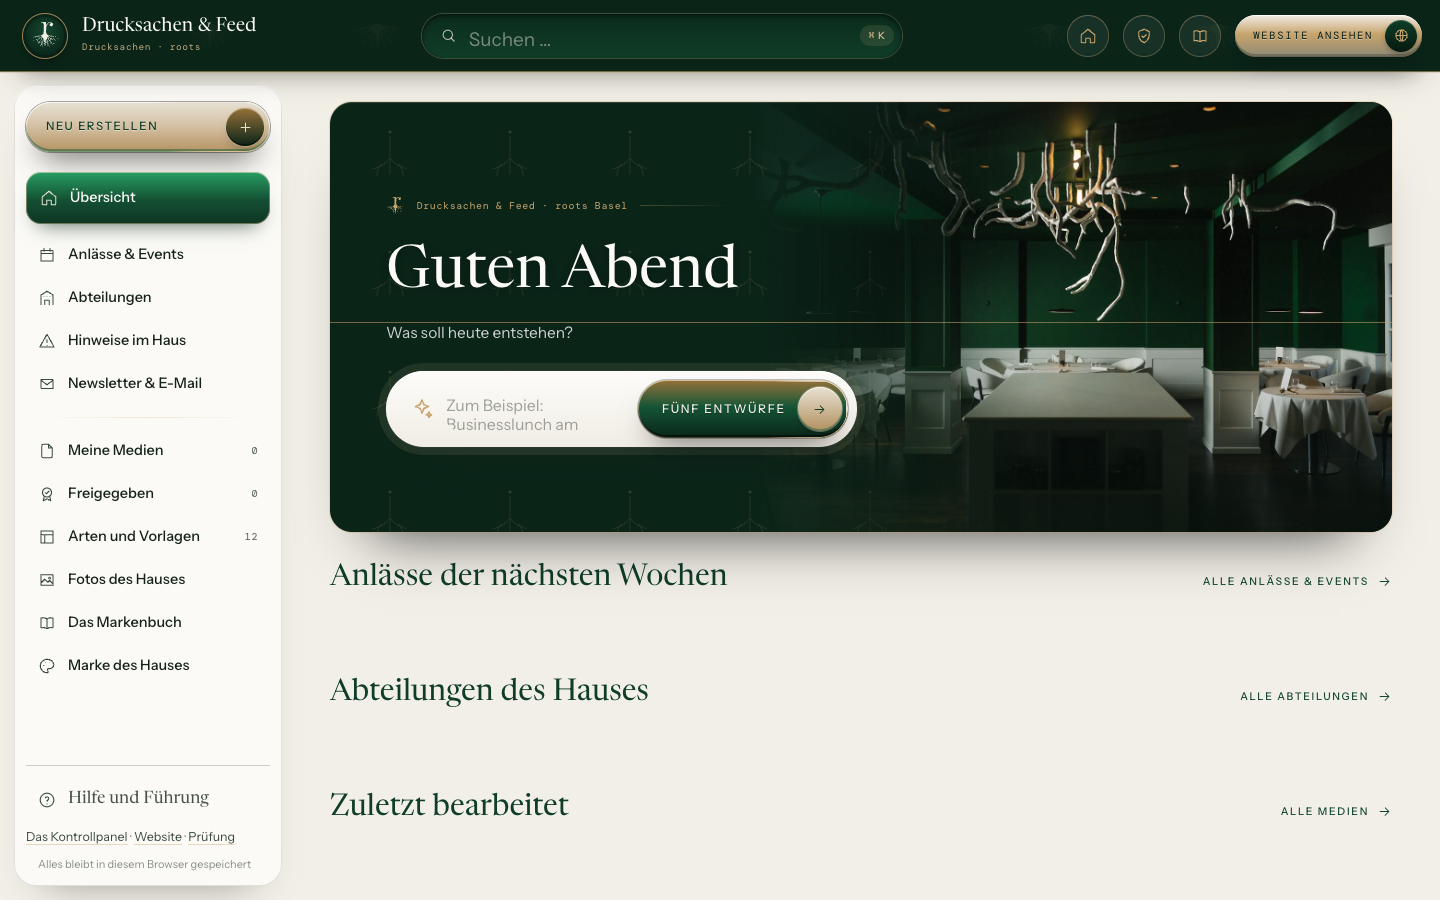 Drucksachen & Feed
Drucksachen · roots
Suchen ...
⌘K
WEBSITE ANSEHEN
NEU ERSTELLEN
Übersicht
Anlässe & Events
Abteilungen
Hinweise im Haus
Newsletter & E-Mail
Meine Medien 0
Freigegeben 0
Arten und Vorlagen 12
Fotos des Hauses
Das Markenbuch
Marke des Hauses
Hilfe und Führung
Das Kontrollpanel · Website · Prüfung
Alles bleibt in diesem Browser gespeichert
Drucksachen & Feed · roots Basel
Guten Abend
Was soll heute entstehen?
Zum Beispiel:
Businesslunch am
FÜNF ENTWÜRFE
Anlässe der nächsten Wochen
ALLE ANLÄSSE & EVENTS
Abteilungen des Hauses
ALLE ABTEILUNGEN
Zuletzt bearbeitet
ALLE MEDIEN